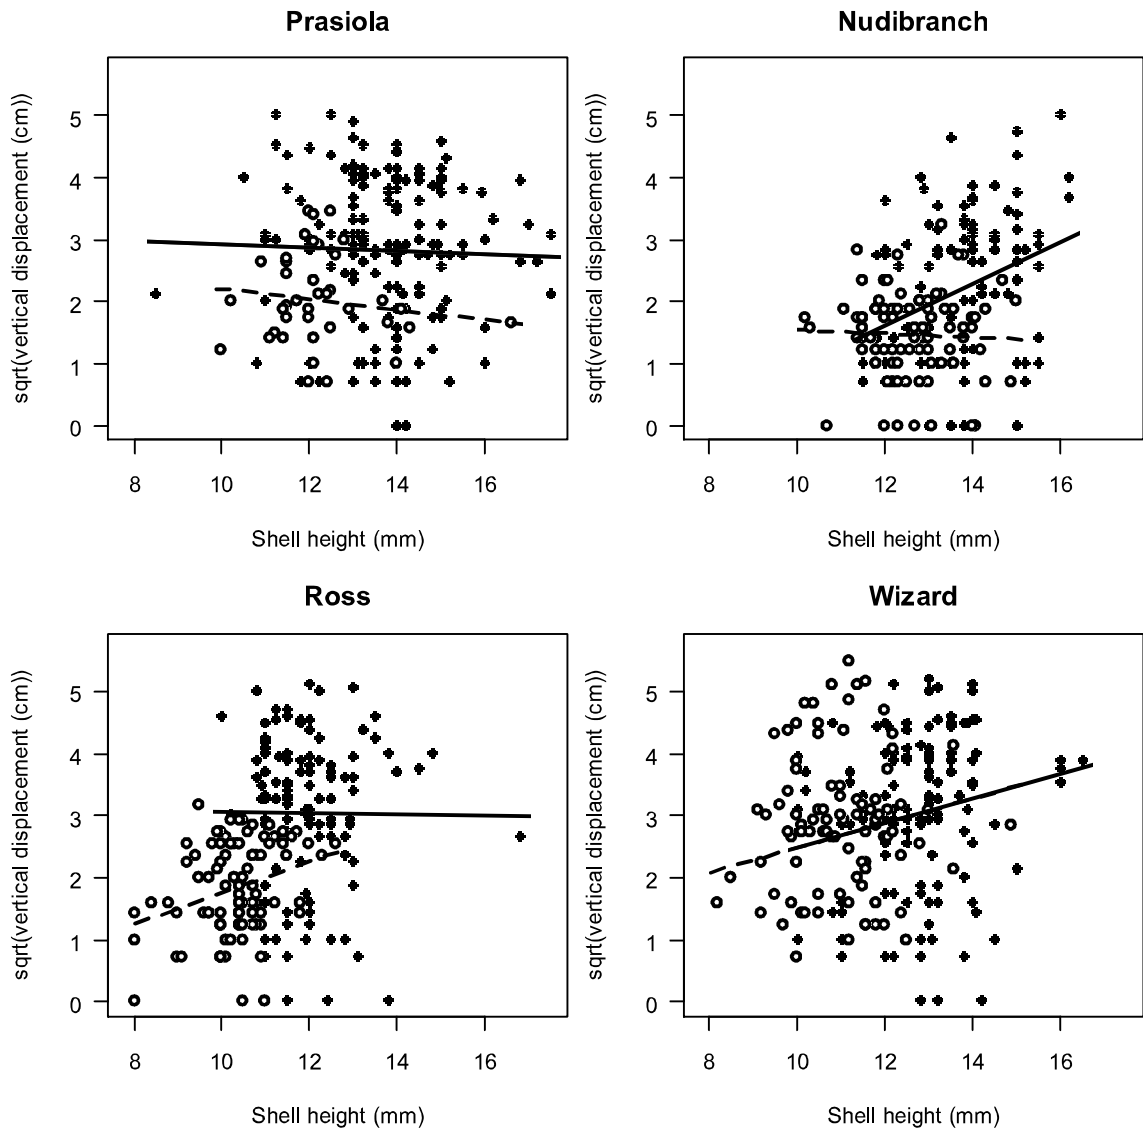 Prasiola
Nudibranch
sqrt(vertical displacement (cm))
5
4
3
2
1
0
8 10 12 14 16
Shell height (mm)
sqrt(vertical displacement (cm))
5
4
3
2
1
0
8 10 12 14 16
Shell height (mm)
Ross
Wizard
sqrt(vertical displacement (cm))
5
4
3
2
1
0
8 10 12 14 16
Shell height (mm)
sqrt(vertical displacement (cm))
5
4
3
2
1
0
8 10 12 14 16
Shell height (mm)